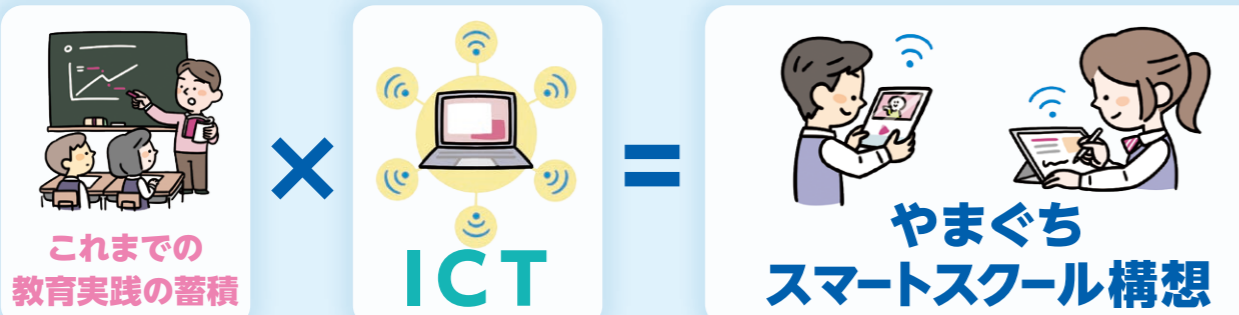 これまでの
教育実践の蓄積
×
ICT
=
やまぐち
スマートスクール構想